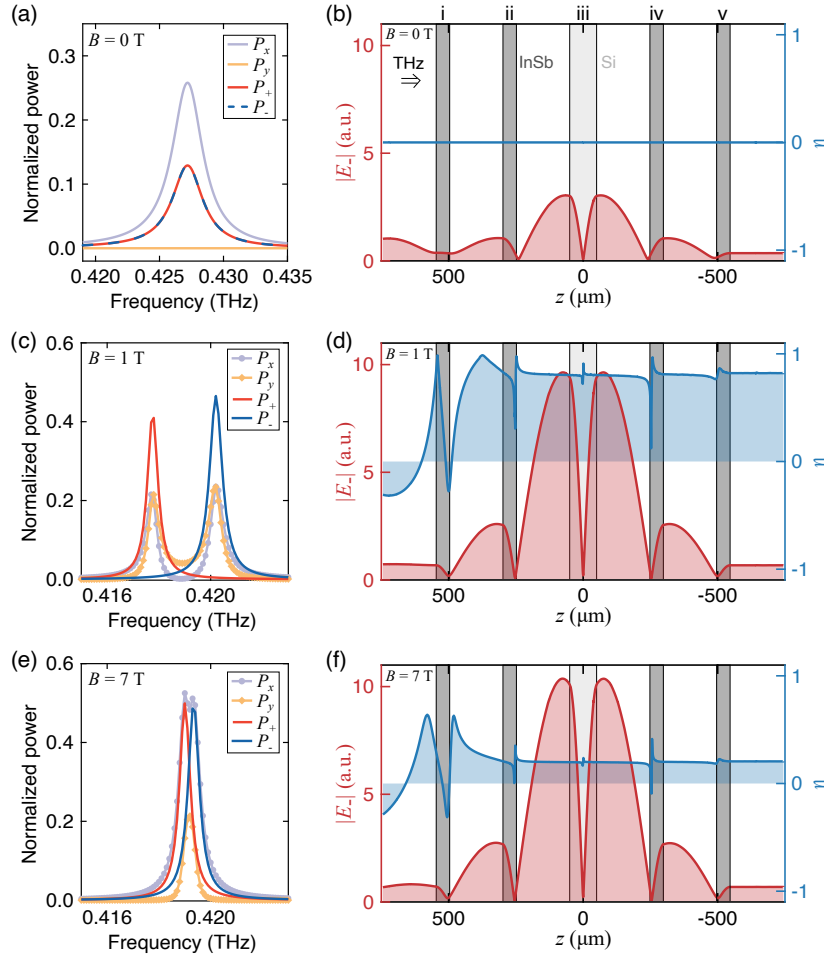 (a)
B = 0 T
Px
Py
P+
P-
Normalized power
0.3
0.2
0.1
0.0
0.420 0.425 0.430 0.435
Frequency (THz)
(b)
i ii iii iv v
B = 0 T
THz
⇒
InSb
Si
|E-| (a.u.)
10
5
0
1
0
-1
η
500 0 -500
z (μm)
(c)
B = 1 T
Px
Py
P+
P-
Normalized power
0.6
0.4
0.2
0.0
0.416 0.420
Frequency (THz)
(d)
B = 1 T
|E-| (a.u.)
10
5
0
1
0
-1
η
500 0 -500
z (μm)
(e)
B = 7 T
Px
Py
P+
P-
Normalized power
0.6
0.4
0.2
0.0
0.416 0.420
Frequency (THz)
(f)
B = 7 T
|E-| (a.u.)
10
5
0
1
0
-1
η
500 0 -500
z (μm)